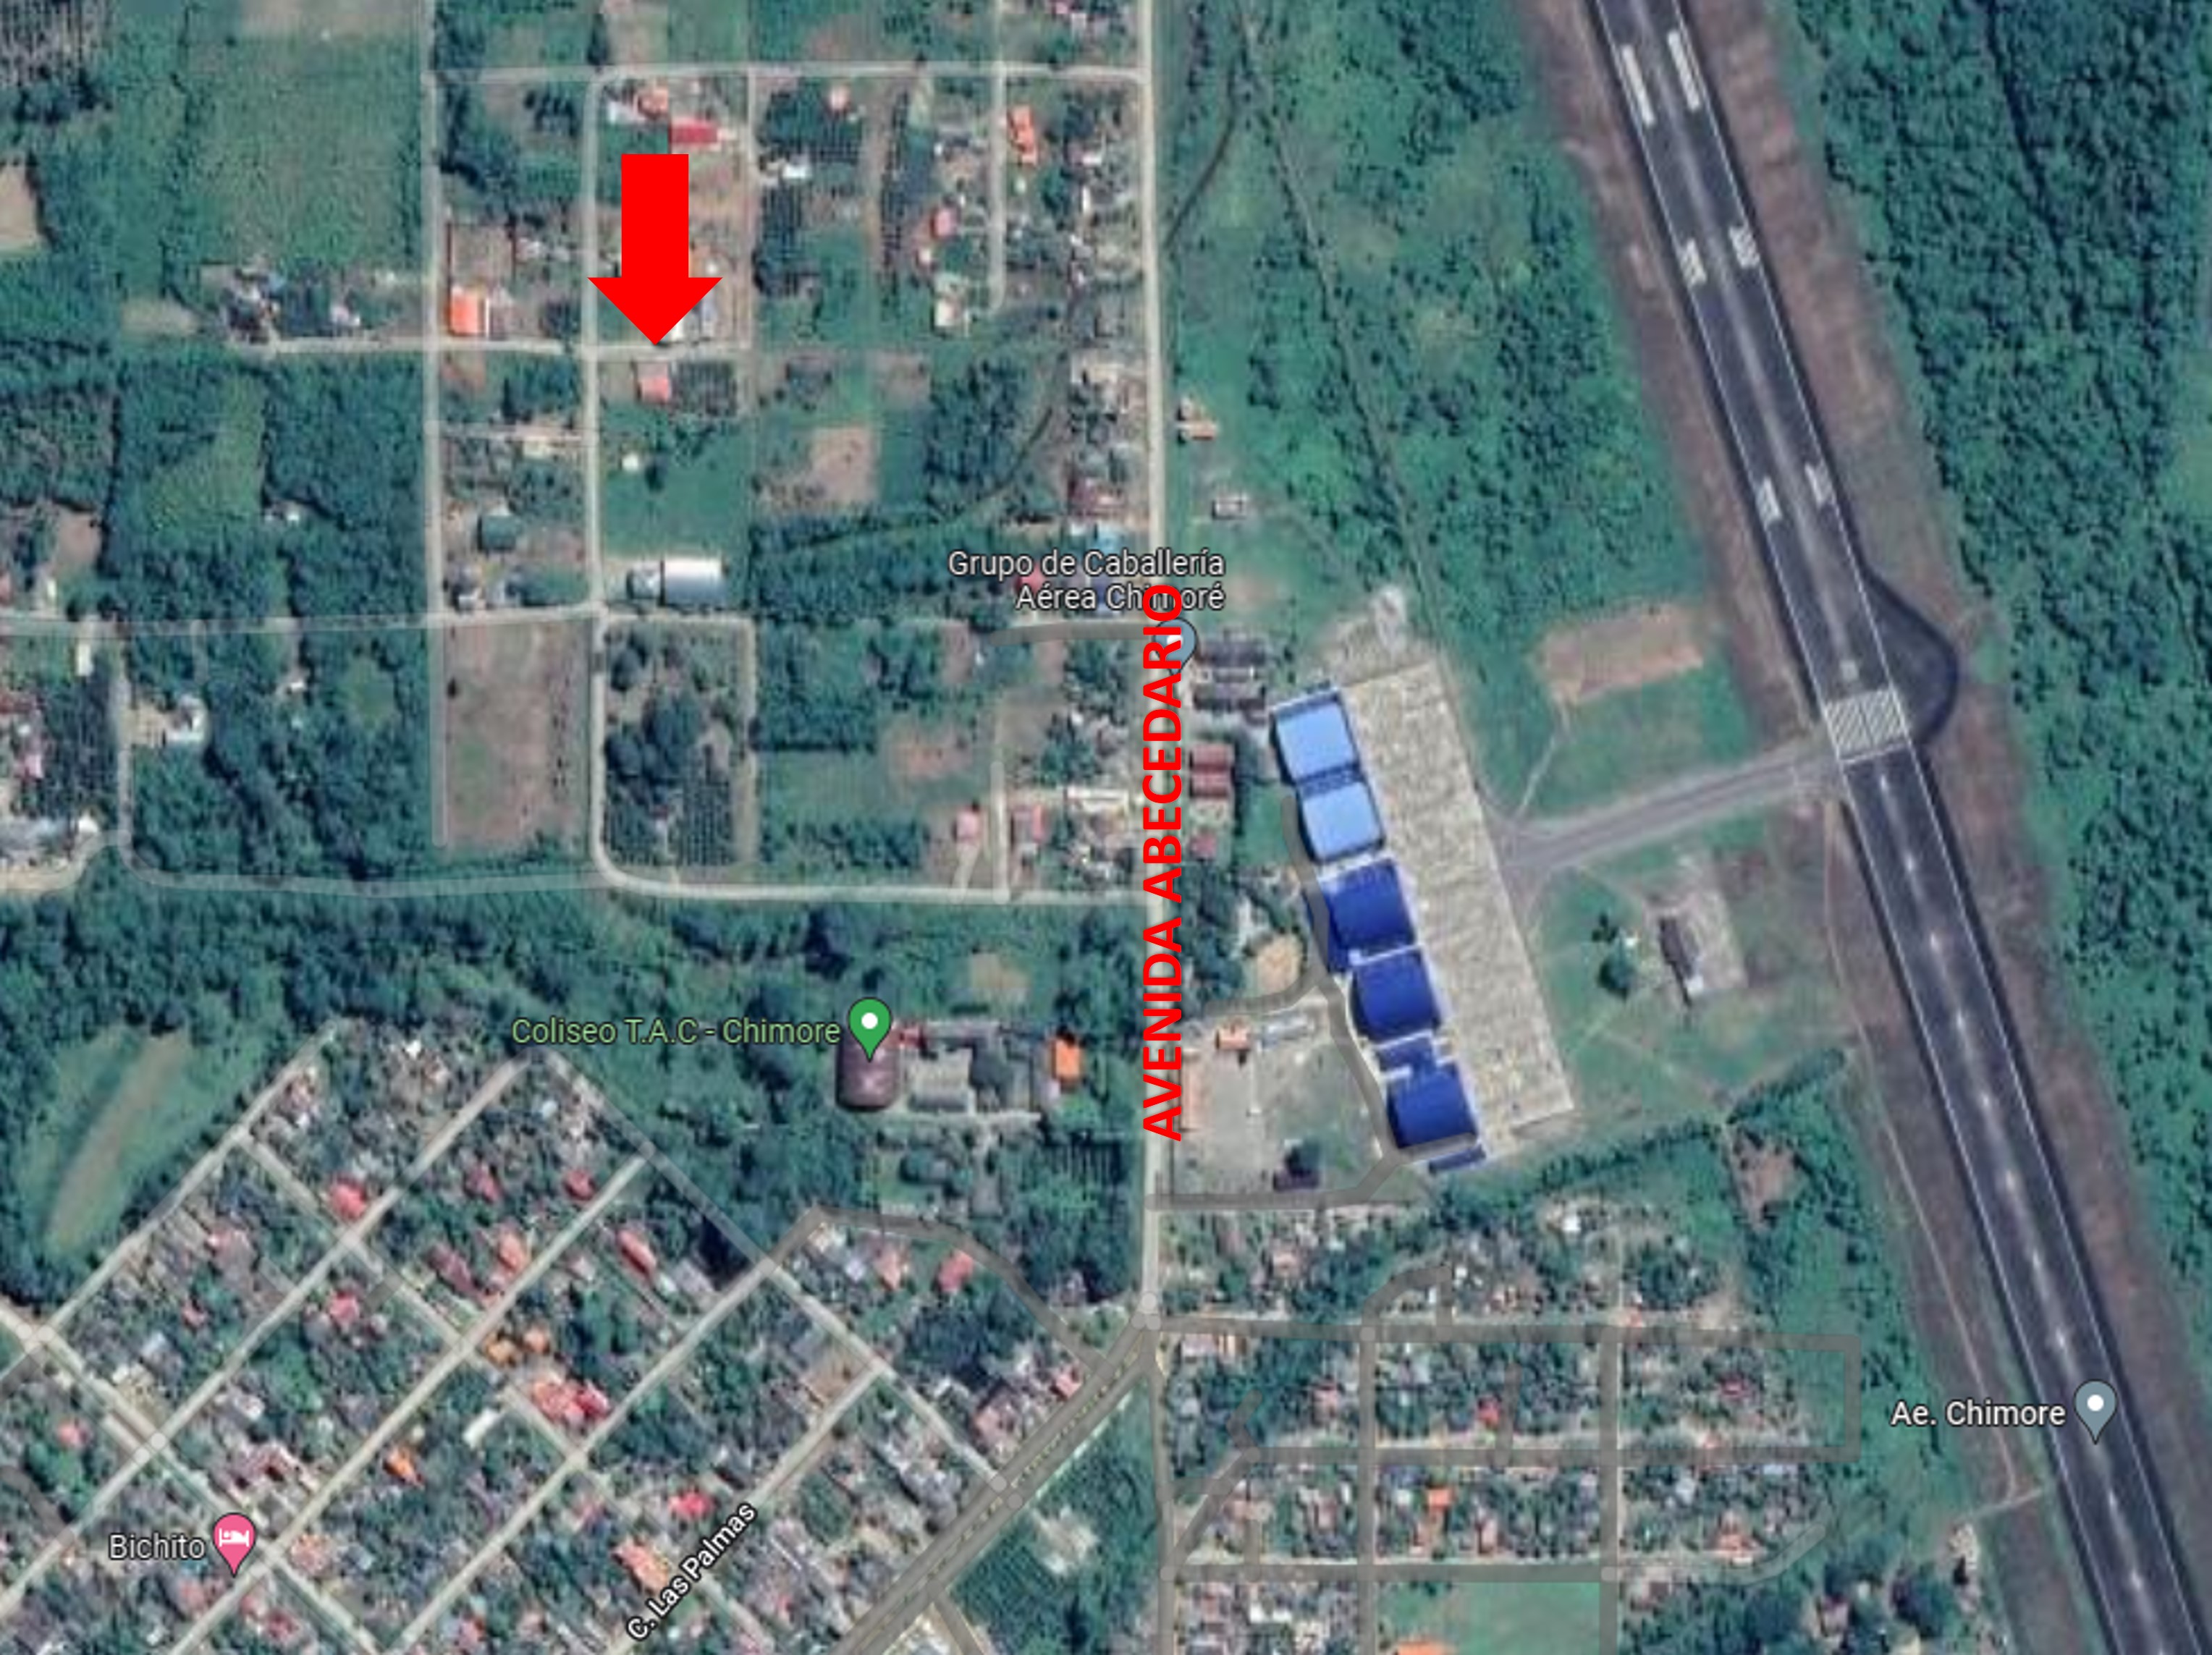 Grupo de Caballería
Aérea Chimoré
AVENIDA ABECEDARIO
Coliseo T.A.C - Chimore
Ae. Chimore
Bichito
C. Las Palmas